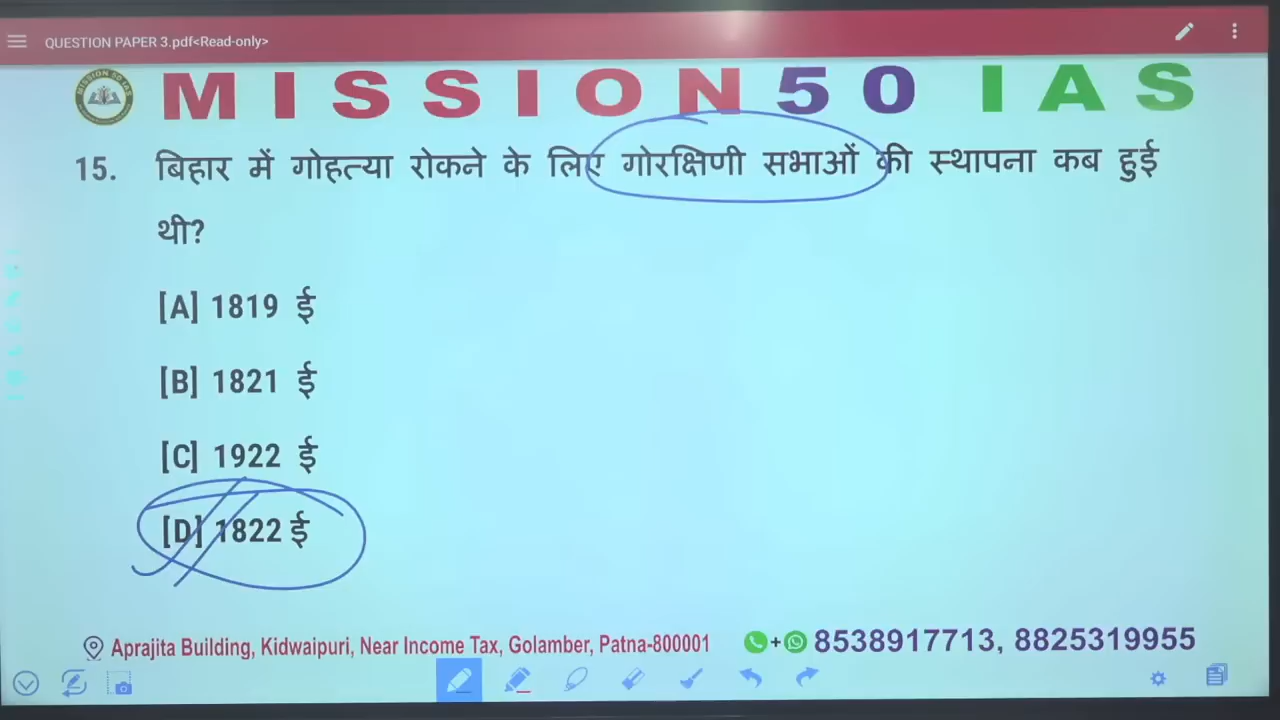 QUESTION PAPER 3.pdf<Read-only>
MISSION 50 IAS
15. बिहार में गोहत्या रोकने के लिए गोरक्षिणी सभाओं की स्थापना कब हुई
थी?
[A] 1819 ई
[B] 1821 ई
[C] 1922 ई
[D] 1822 ई
Aprajita Building, Kidwaipuri, Near Income Tax, Golamber, Patna-800001 + 8538917713, 8825319955